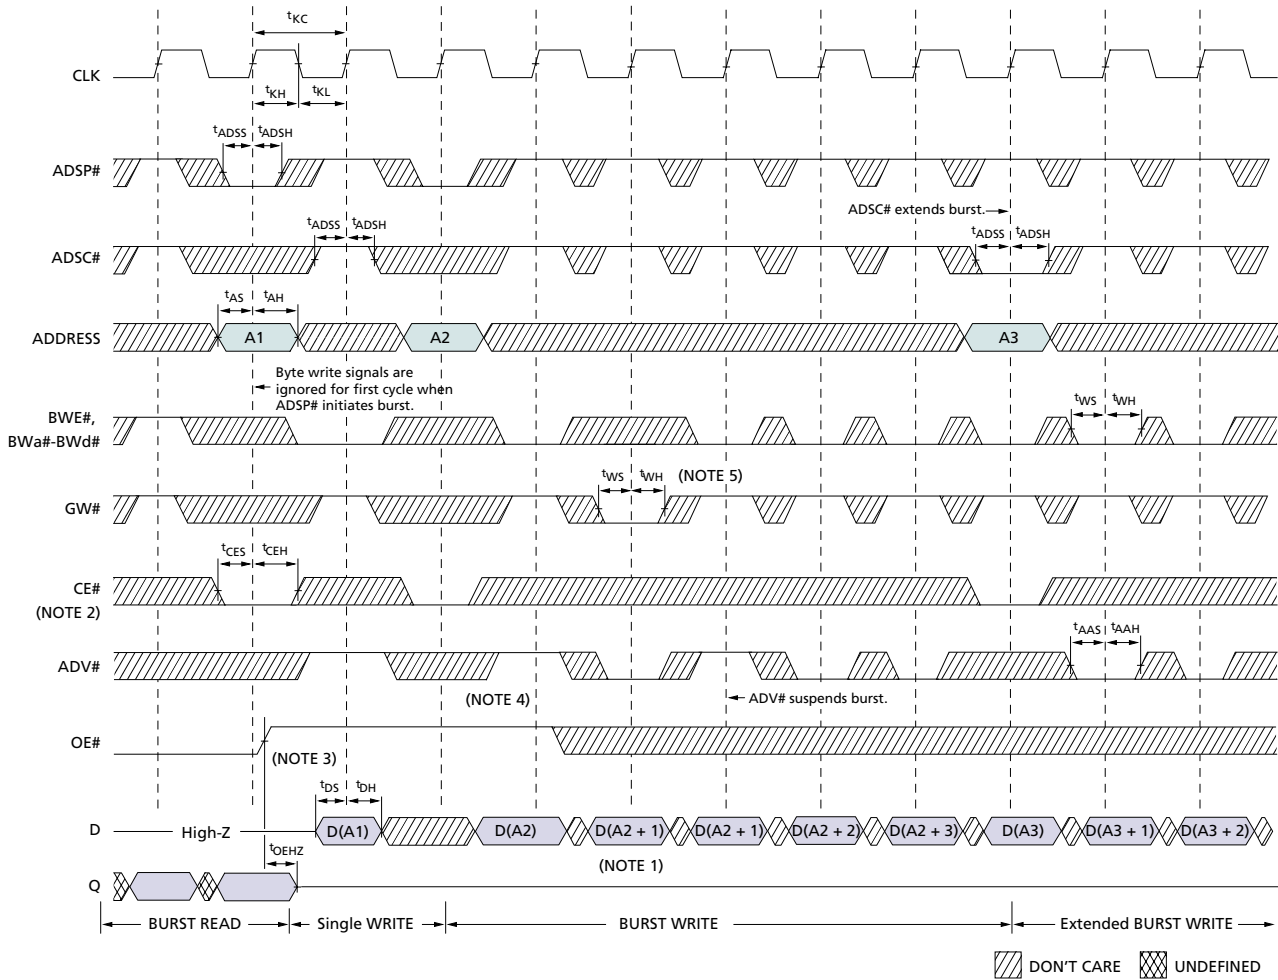 tKC
CLK
tKH tKL
tADSS tADSH
ADSP#
ADSC# extends burst.
tADSS tADSH
tADSS tADSH
ADSC#
tAS tAH
ADDRESS A1 A2 A3
Byte write signals are
ignored for first cycle when
ADSP# initiates burst.
BWE#,
BWa#-BWd#
tWS tWH
tWS tWH (NOTE 5)
GW#
tCES tCEH
CE#
(NOTE 2)
tAAS tAAH
ADV#
(NOTE 4)
ADV# suspends burst.
OE#
(NOTE 3)
tDS tDH
D High-Z D(A1) D(A2) D(A2 + 1) D(A2 + 1) D(A2 + 2) D(A2 + 3) D(A3) D(A3 + 1) D(A3 + 2)
tOEHZ
(NOTE 1)
Q
BURST READ Single WRITE BURST WRITE Extended BURST WRITE
DON'T CARE UNDEFINED